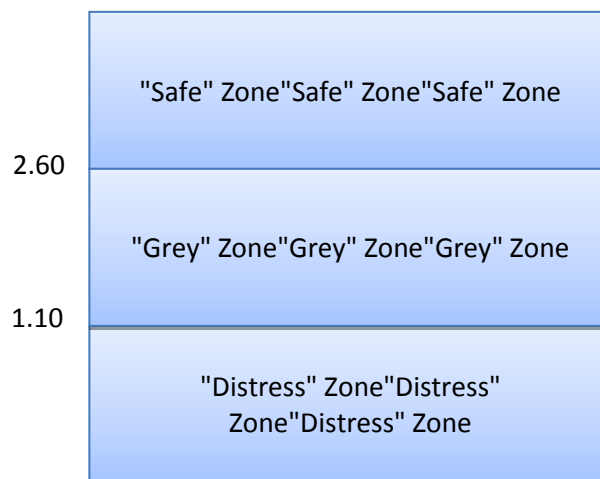 "Safe" Zone"Safe" Zone"Safe" Zone
2.60
"Grey" Zone"Grey" Zone"Grey" Zone
1.10
"Distress" Zone"Distress"
Zone"Distress" Zone